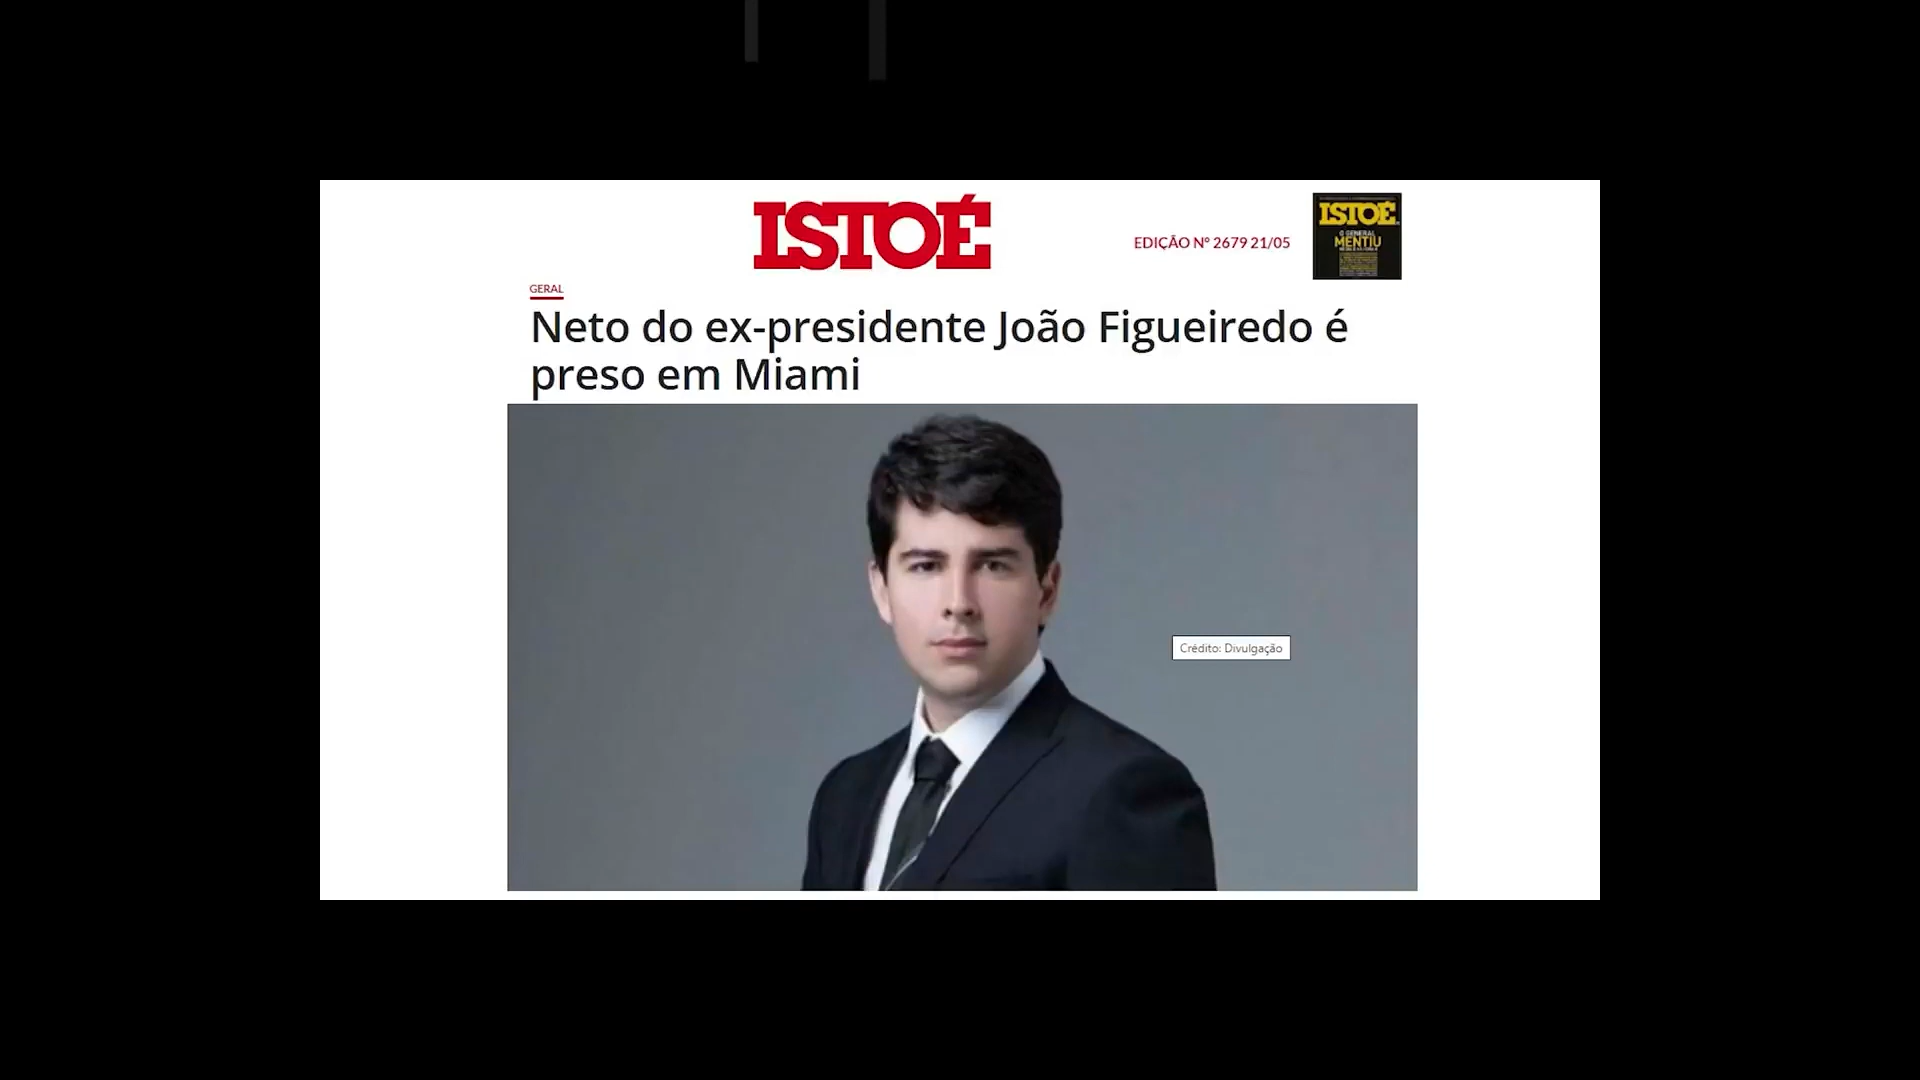 ISTOÉ
EDIÇÃO Nº 2679 21/05
ISTOÉ
O GENERAL
MENTIU
GERAL
Neto do ex-presidente João Figueiredo é
preso em Miami
Crédito: Divulgação